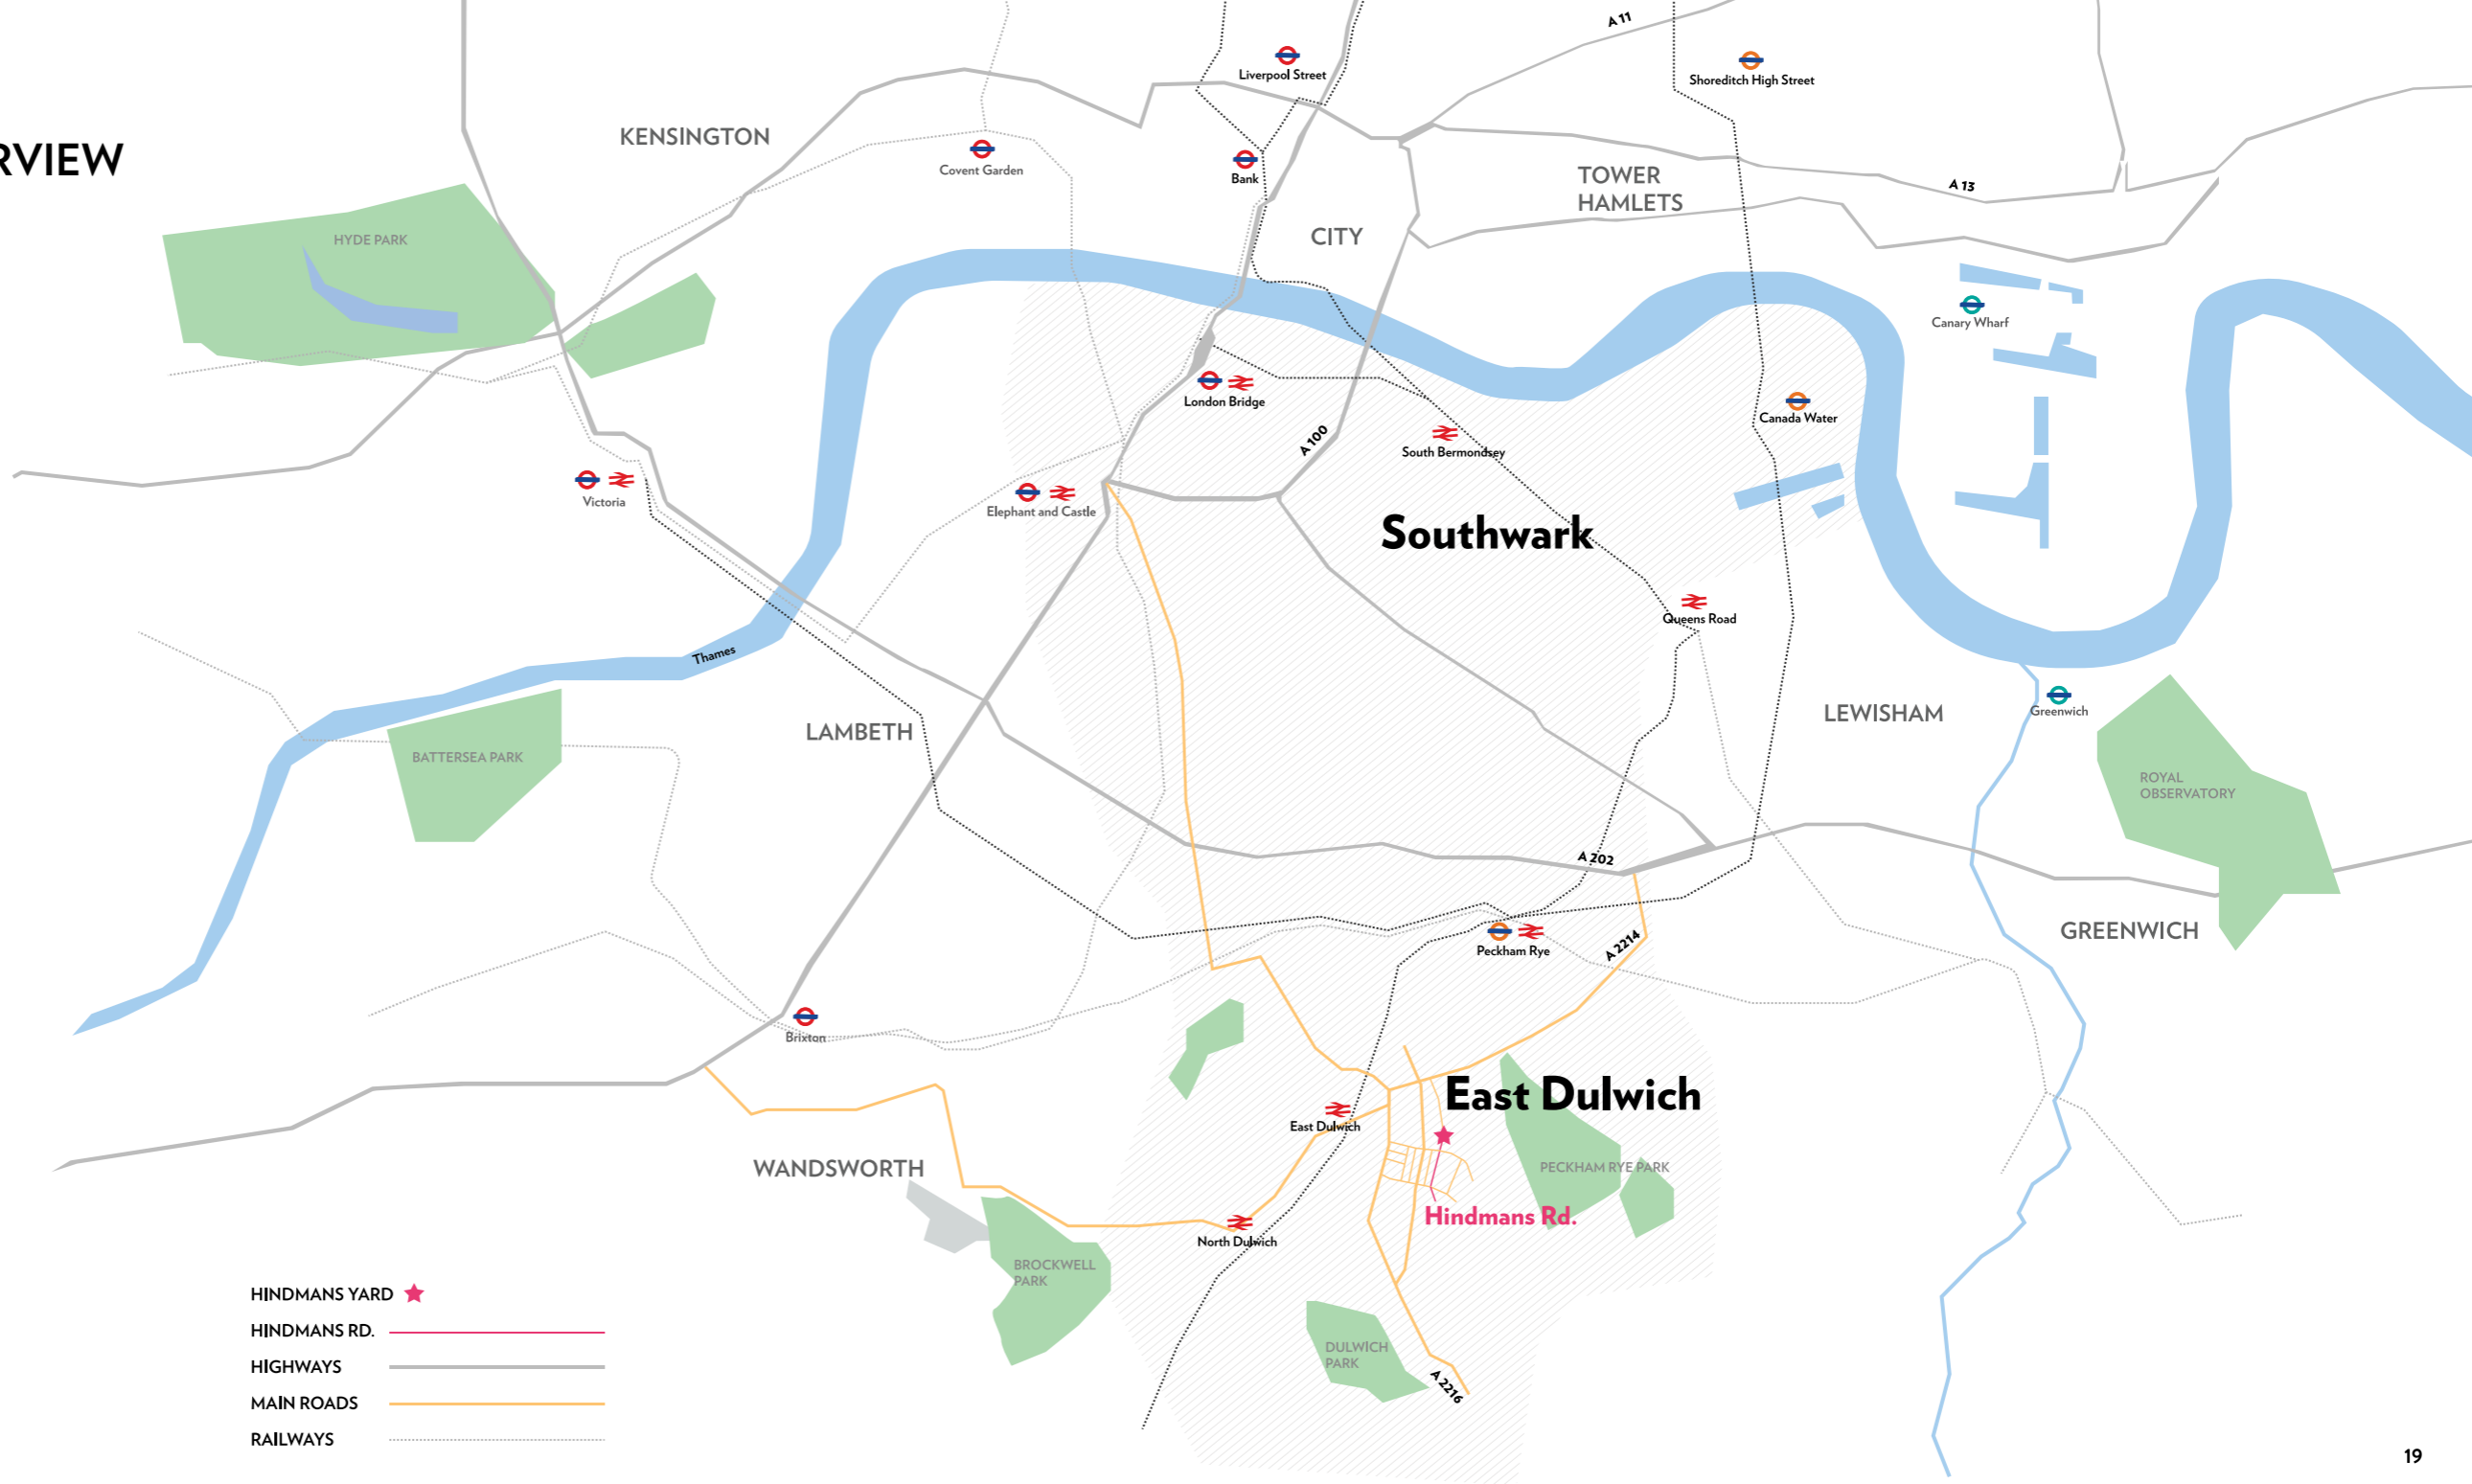 RVIEW
A 11
Liverpool Street
Shoreditch High Street
KENSINGTON
Covent Garden
Bank
TOWER
HAMLETS
A 13
HYDE PARK
CITY
Canary Wharf
London Bridge
Canada Water
A 100
South Bermondsey
Victoria
Elephant and Castle
Southwark
Queens Road
Thames
LAMBETH
LEWISHAM
Greenwich
BATTERSEA PARK
ROYAL
OBSERVATORY
A 202
GREENWICH
Peckham Rye
A 2214
Brixton
East Dulwich
East Dulwich
WANDSWORTH
PECKHAM RYE PARK
Hindmans Rd.
North Dulwich
BROCKWELL
PARK
DULWICH
PARK
A 2216
HINDMANS YARD
HINDMANS RD.
HIGHWAYS
MAIN ROADS
RAILWAYS
19